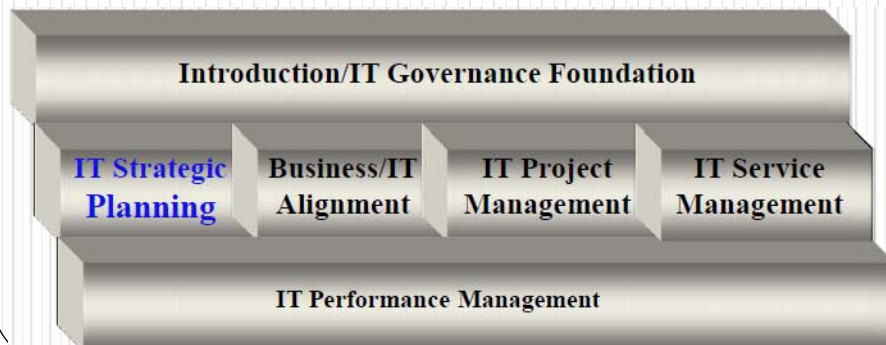 Introduction/IT Governance Foundation
IT Strategic
Planning
Business/IT
Alignment
IT Project
Management
IT Service
Management
IT Performance Management